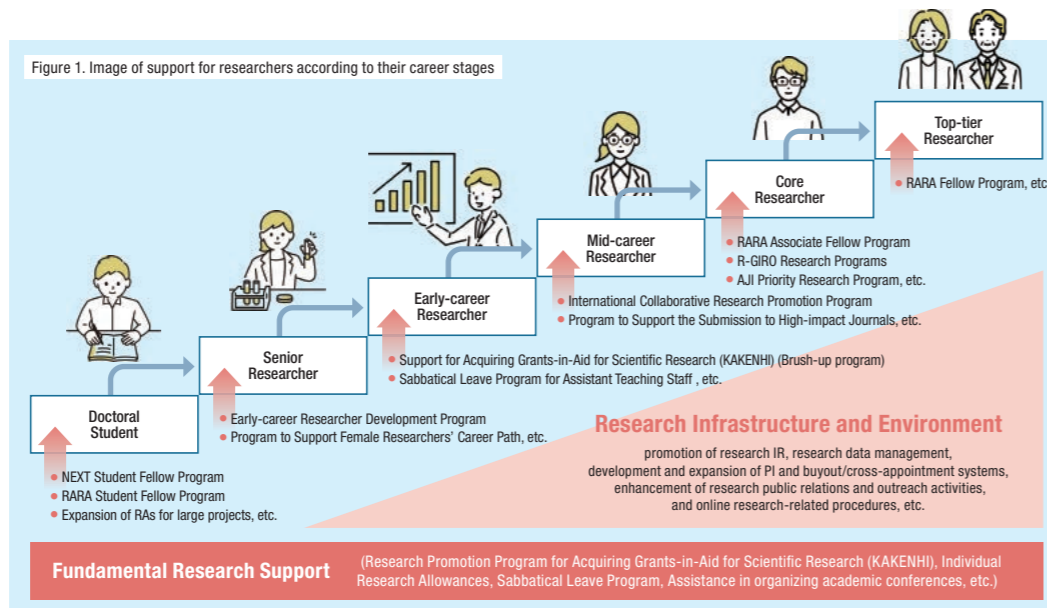 Figure 1. Image of support for researchers according to their career stages
Top-tier
Researcher
RARA Fellow Program, etc
Core
Researcher
RARA Associate Fellow Program
R-GIRO Research Programs
AJI Priority Research Program, etc.
Mid-career
Researcher
International Collaborative Research Promotion Program
Program to Support the Submission to High-impact Journals, etc.
Early-career
Researcher
Support for Acquiring Grants-in-Aid for Scientific Research (KAKENHI) (Brush-up program)
Sabbatical Leave Program for Assistant Teaching Staff , etc.
Senior
Researcher
Early-career Researcher Development Program
Program to Support Female Researchers' Career Path, etc.
Doctoral
Student
NEXT Student Fellow Program
RARA Student Fellow Program
Expansion of RAs for large projects, etc.
Research Infrastructure and Environment
promotion of research IR, research data management,
development and expansion of PI and buyout/cross-appointment systems,
enhancement of research public relations and outreach activities,
and online research-related procedures, etc.
Fundamental Research Support
(Research Promotion Program for Acquiring Grants-in-Aid for Scientific Research (KAKENHI), Individual
Research Allowances, Sabbatical Leave Program, Assistance in organizing academic conferences, etc.)